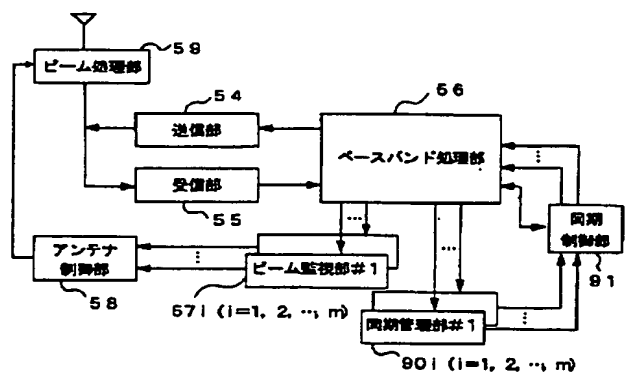 59
ビーム処理部
54
送信部
56
ベースバンド処理部
受信部
55
同期
制御部
91
アンテナ
制御部
58
ビーム監視部#1
57i (i=1, 2, …, m)
同期管理部#1
90i (i=1, 2, …, m)